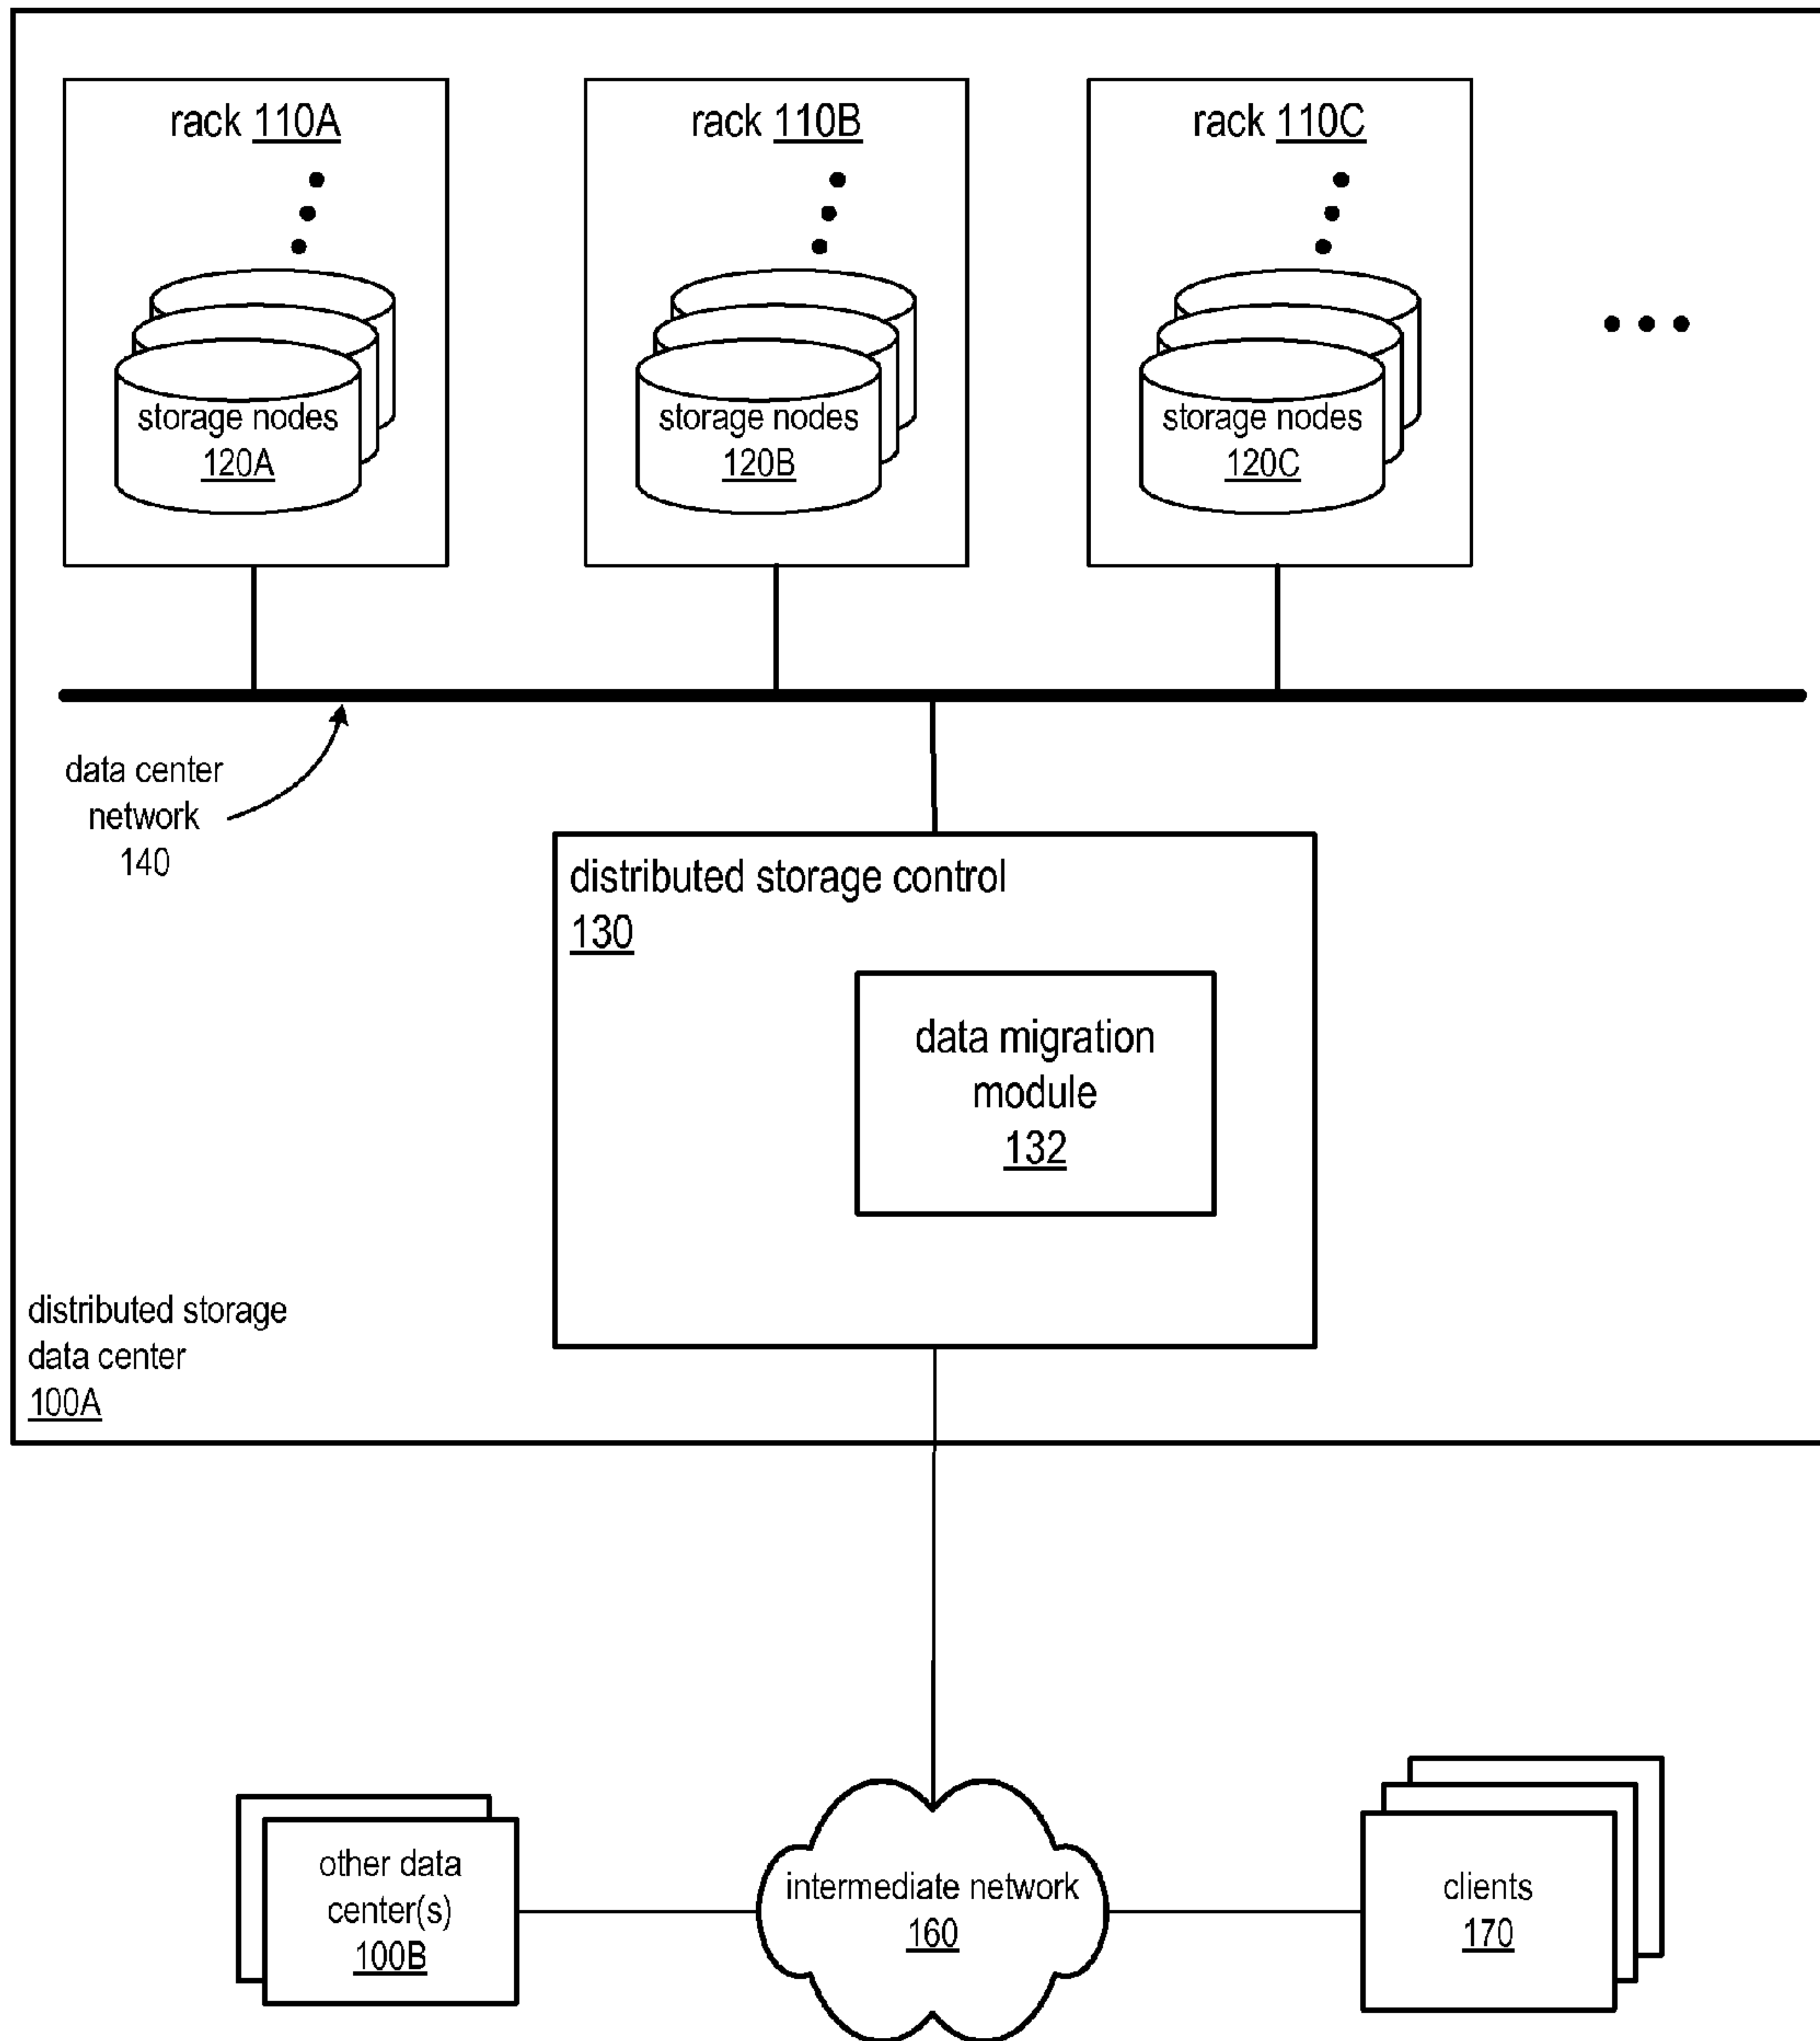 rack 110A
rack 110B
rack 110C
storage nodes
120A
storage nodes
120B
storage nodes
120C
data center
network
140
distributed storage control
130
data migration
module
132
distributed storage
data center
100A
other data
center(s)
100B
intermediate network
160
clients
170